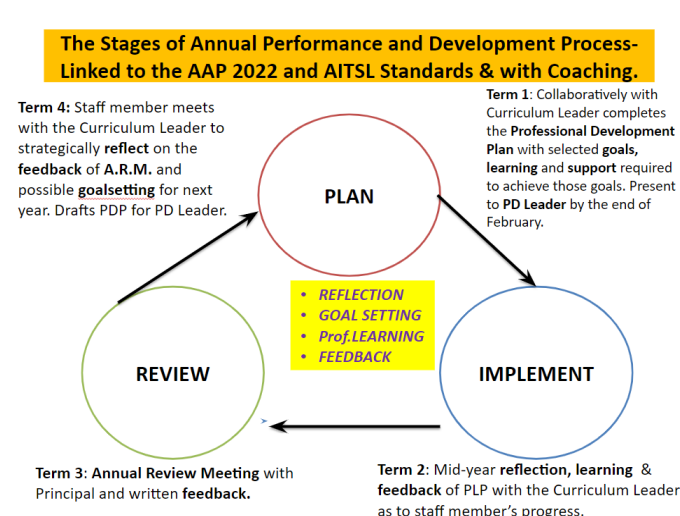 The Stages of Annual Performance and Development Process-
Linked to the AAP 2022 and AITSL Standards & with Coaching.
Term 4: Staff member meets
with the Curriculum Leader to
strategically reflect on the
feedback of A.R.M. and
possible goalsetting for next
year. Drafts PDP for PD Leader.
Term 1: Collaboratively with
Curriculum Leader completes
the Professional Development
Plan with selected goals,
learning and support required
to achieve those goals. Present
to PD Leader by the end of
February.
PLAN
• REFLECTION
• GOAL SETTING
• Prof.LEARNING
• FEEDBACK
REVIEW
IMPLEMENT
Term 3: Annual Review Meeting with
Principal and written feedback.
Term 2: Mid-year reflection, learning &
feedback of PLP with the Curriculum Leader
as to staff member's progress.